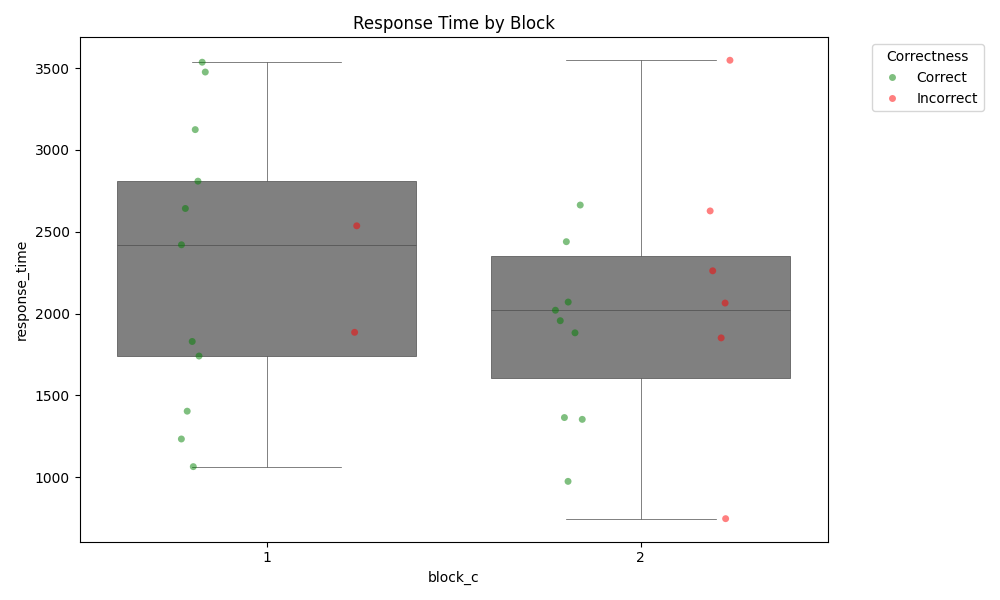 Response Time by Block
Correctness
Correct
Incorrect
response_time
3500
3000
2500
2000
1500
1000
1
2
block_c